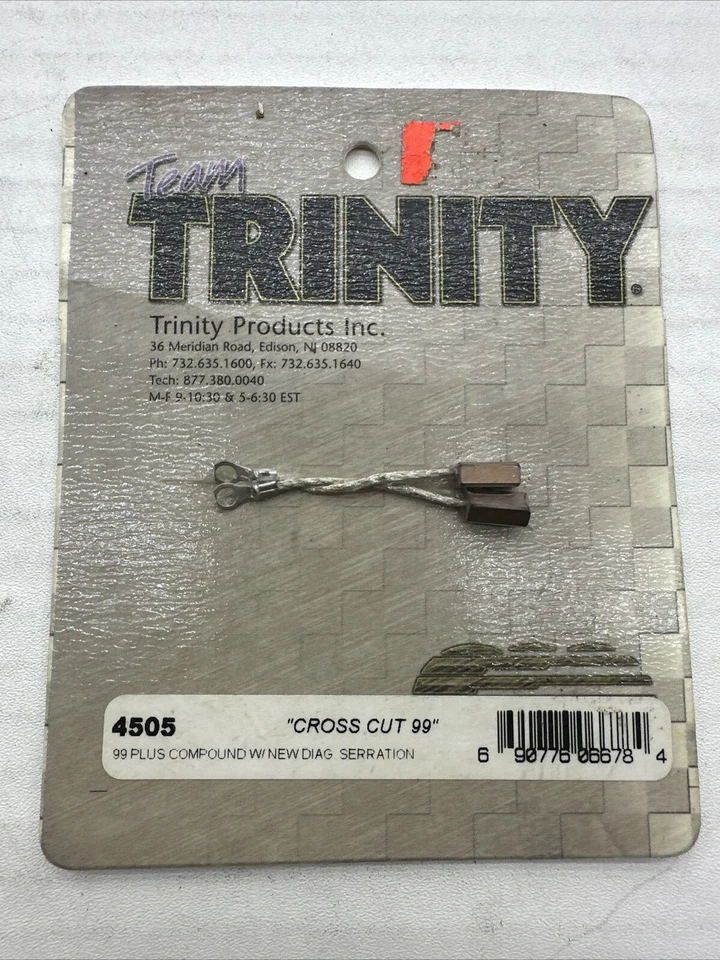 Team
TRINITY®
Trinity Products Inc.
36 Meridian Road, Edison, NJ 08820
Ph: 732.635.1600, Fx: 732.635.1640
Tech: 877.380.0040
M-F 9-10:30 & 5-6:30 EST
4505 "CROSS CUT 99"
99 PLUS COMPOUND W/ NEW DIAG. SERRATION
6 90776 06678 4